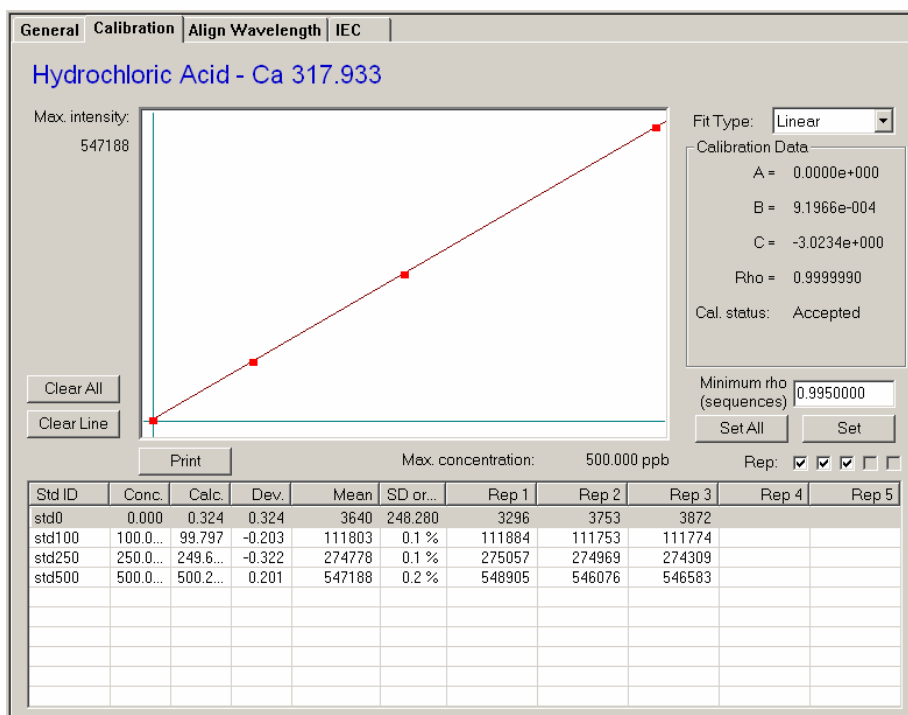 General Calibration Align Wavelength IEC
Hydrochloric Acid - Ca 317.933
Max. intensity:
547188
Fit Type: Linear
Calibration Data
A = 0.0000e+000
B = 9.1966e-004
C = -3.0234e+000
Rho = 0.9999990
Cal. status: Accepted
Clear All
Clear Line
Minimum rho
(sequences) 0.9950000
Set All Set
Print Max. concentration: 500.000 ppb Rep:
Std ID Conc. Calc. Dev. Mean SD or... Rep 1 Rep 2 Rep 3 Rep 4 Rep 5
std0 0.000 0.324 0.324 3640 248.280 3296 3753 3872
std100 100.0... 99.797 -0.203 111803 0.1 % 111884 111753 111774
std250 250.0... 249.6... -0.322 274778 0.1 % 275057 274969 274309
std500 500.0... 500.2... 0.201 547188 0.2 % 548905 546076 546583